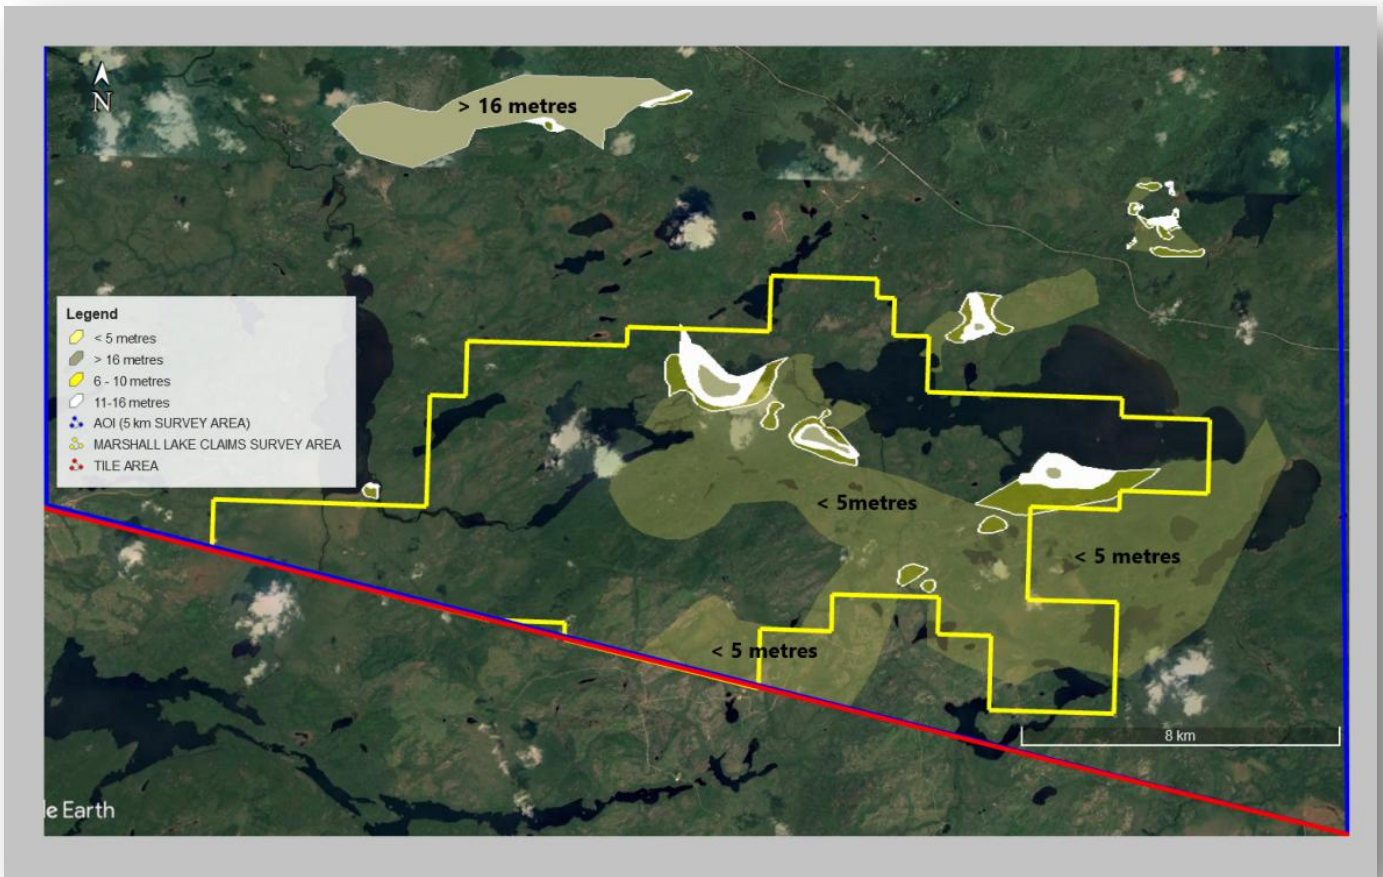 N
> 16 metres
Legend
< 5 metres
> 16 metres
6 - 10 metres
11-16 metres
AOI (5 km SURVEY AREA)
MARSHALL LAKE CLAIMS SURVEY AREA
TILE AREA
< 5metres
< 5 metres
< 5 metres
8 km
le Earth